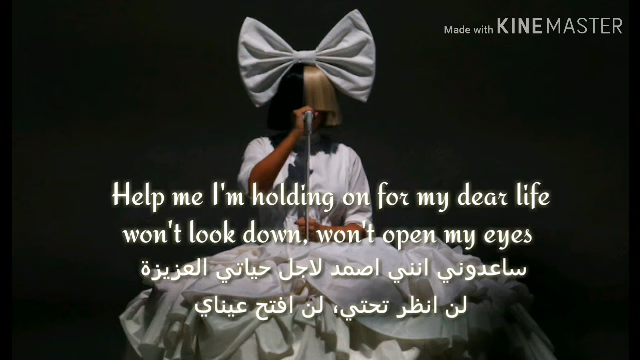 Made with KINEMASTER
Help me I'm holding on for my dear life
won't look down, won't open my eyes
ساعدوني انني اصمد لاجل حياتي العزيزة
لن انظر تحتي، لن افتح عيناي